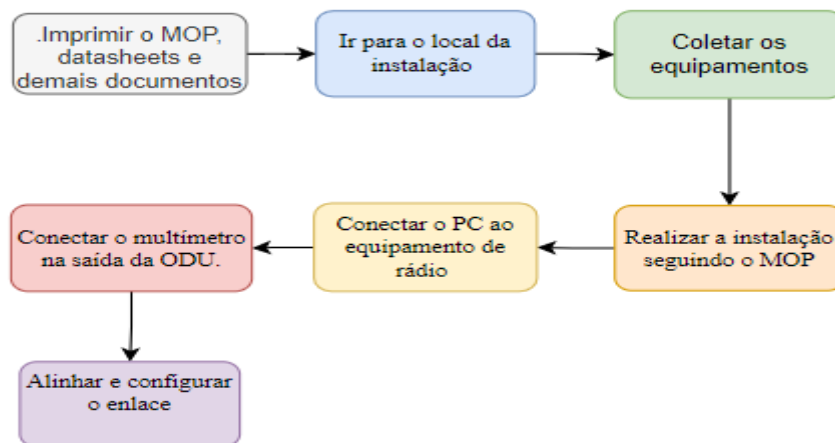 .Imprimir o MOP,
datasheets e
demais documentos
Ir para o local da
instalação
Coletar os
equipamentos
Realizar a instalação
seguindo o MOP
Conectar o PC ao
equipamento de
rádio
Conectar o multímetro
na saída da ODU.
Alinhar e configurar
o enlace